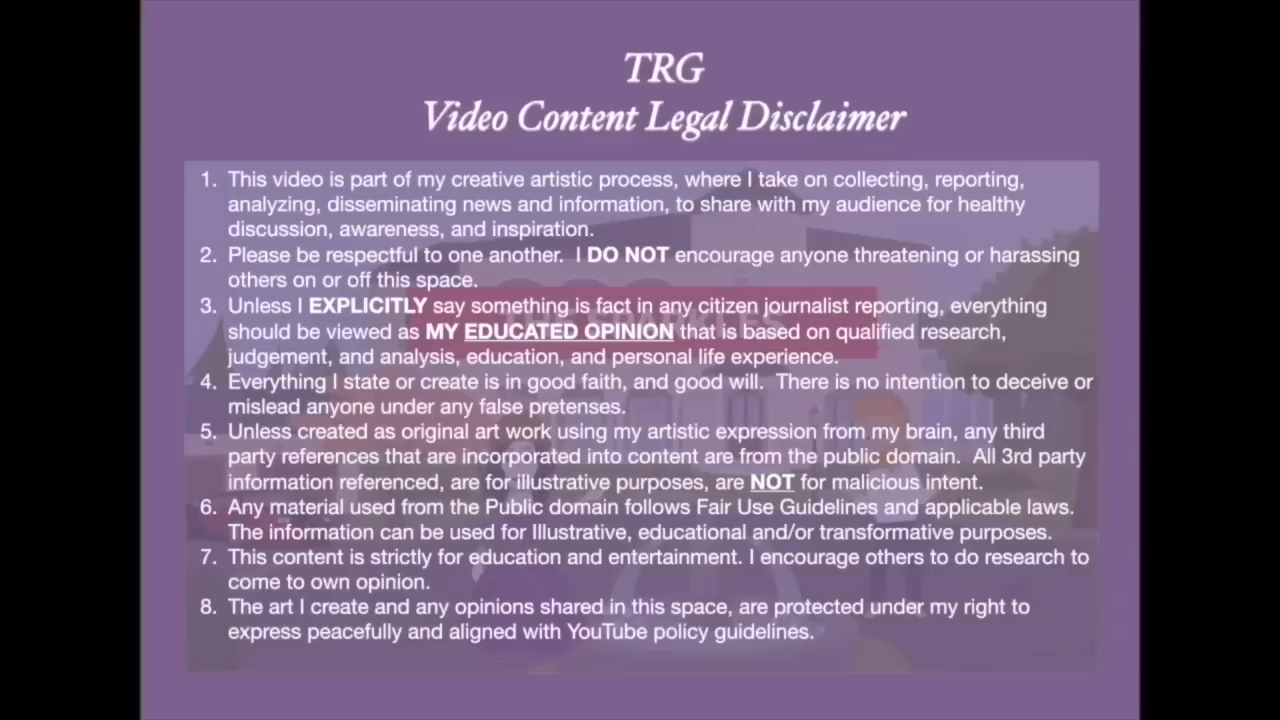 TRG
Video Content Legal Disclaimer
1. This video is part of my creative artistic process, where I take on collecting, reporting,
analyzing, disseminating news and information, to share with my audience for healthy
discussion, awareness, and inspiration.
2. Please be respectful to one another.  I DO NOT encourage anyone threatening or harassing
others on or off this space.
3. Unless I EXPLICITLY say something is fact in any citizen journalist reporting, everything
should be viewed as MY EDUCATED OPINION that is based on qualified research,
judgement, and analysis, education, and personal life experience.
4. Everything I state or create is in good faith, and good will.  There is no intention to deceive or
mislead anyone under any false pretenses.
5. Unless created as original art work using my artistic expression from my brain, any third
party references that are incorporated into content are from the public domain.  All 3rd party
information referenced, are for illustrative purposes, are NOT for malicious intent.
6. Any material used from the Public domain follows Fair Use Guidelines and applicable laws.
The information can be used for Illustrative, educational and/or transformative purposes.
7. This content is strictly for education and entertainment. I encourage others to do research to
come to own opinion.
8. The art I create and any opinions shared in this space, are protected under my right to
express peacefully and aligned with YouTube policy guidelines.